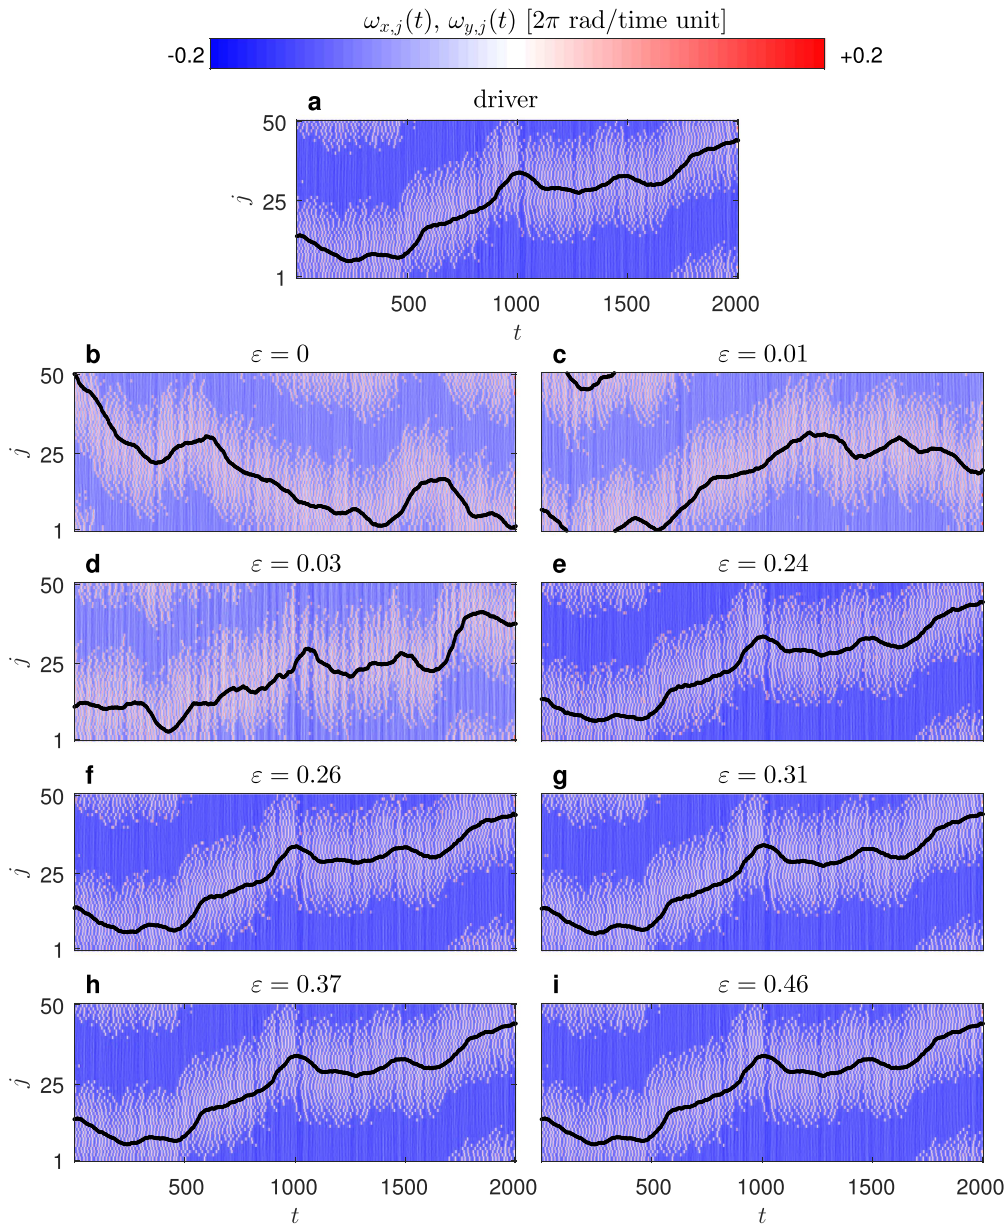 ω_{x,j}(t), ω_{y,j}(t) [2π rad/time unit]
-0.2 +0.2
a driver
50
25
1
j
500 1000 1500 2000
t
b ε = 0 c ε = 0.01
50
25
1
j
d ε = 0.03 e ε = 0.24
50
25
1
j
f ε = 0.26 g ε = 0.31
50
25
1
j
h ε = 0.37 i ε = 0.46
50
25
1
j
500 1000 1500 2000 500 1000 1500 2000
t t